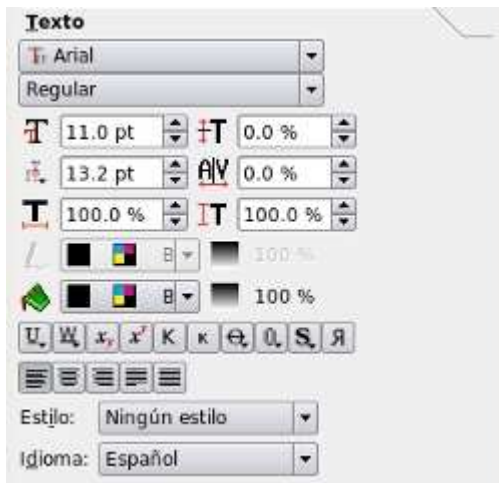 Texto
Arial
Regular
11.0 pt 0.0 %
13.2 pt 0.0 %
100.0 % 100.0 %
B 100 %
B 100 %
U W x, x' K K O O S Я
Estilo: Ningún estilo
Idioma: Español